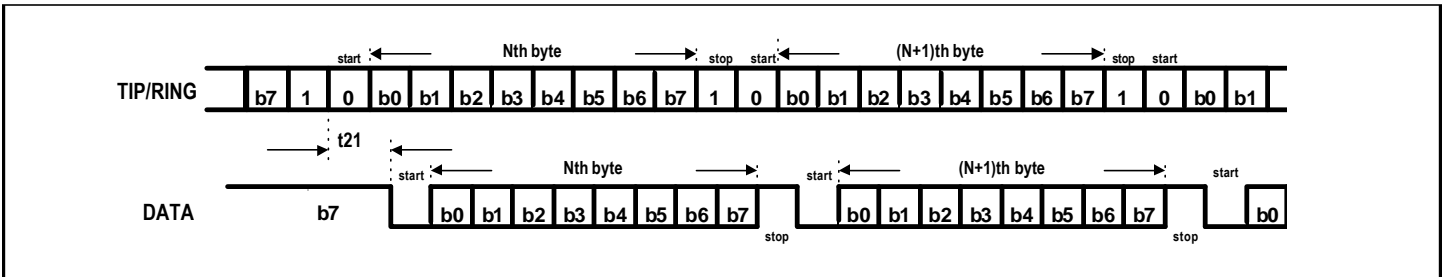 start Nth byte stop start (N+1)th byte stop start
TIP/RING b7 1 0 b0 b1 b2 b3 b4 b5 b6 b7 1 0 b0 b1 b2 b3 b4 b5 b6 b7 1 0 b0 b1
t21
start Nth byte start (N+1)th byte start
DATA b7 b0 b1 b2 b3 b4 b5 b6 b7 b0 b1 b2 b3 b4 b5 b6 b7 b0
stop stop